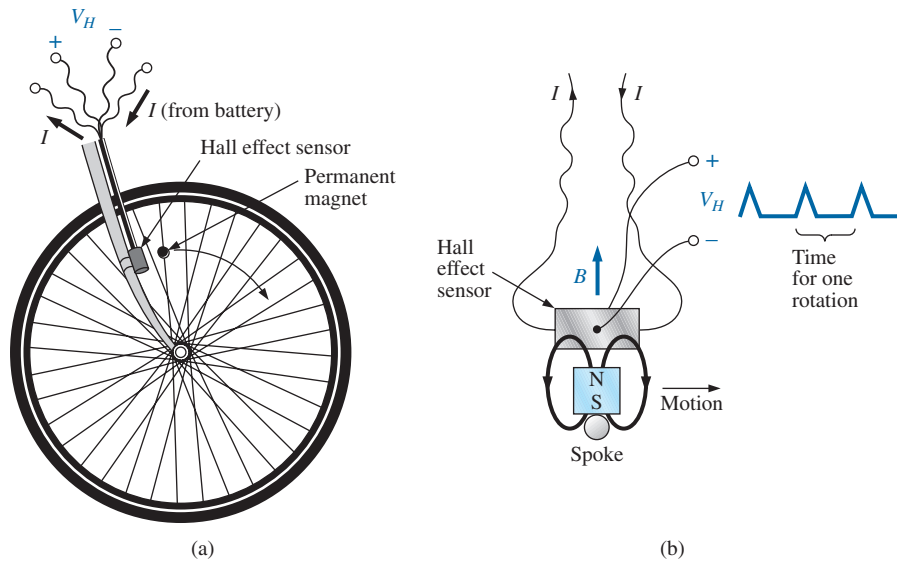 V_H
+ −
I (from battery)
I
Hall effect sensor
Permanent
magnet
(a)
I I
+
V_H
−
Hall
effect
sensor
B
Time
for one
rotation
N
S
Motion
Spoke
(b)